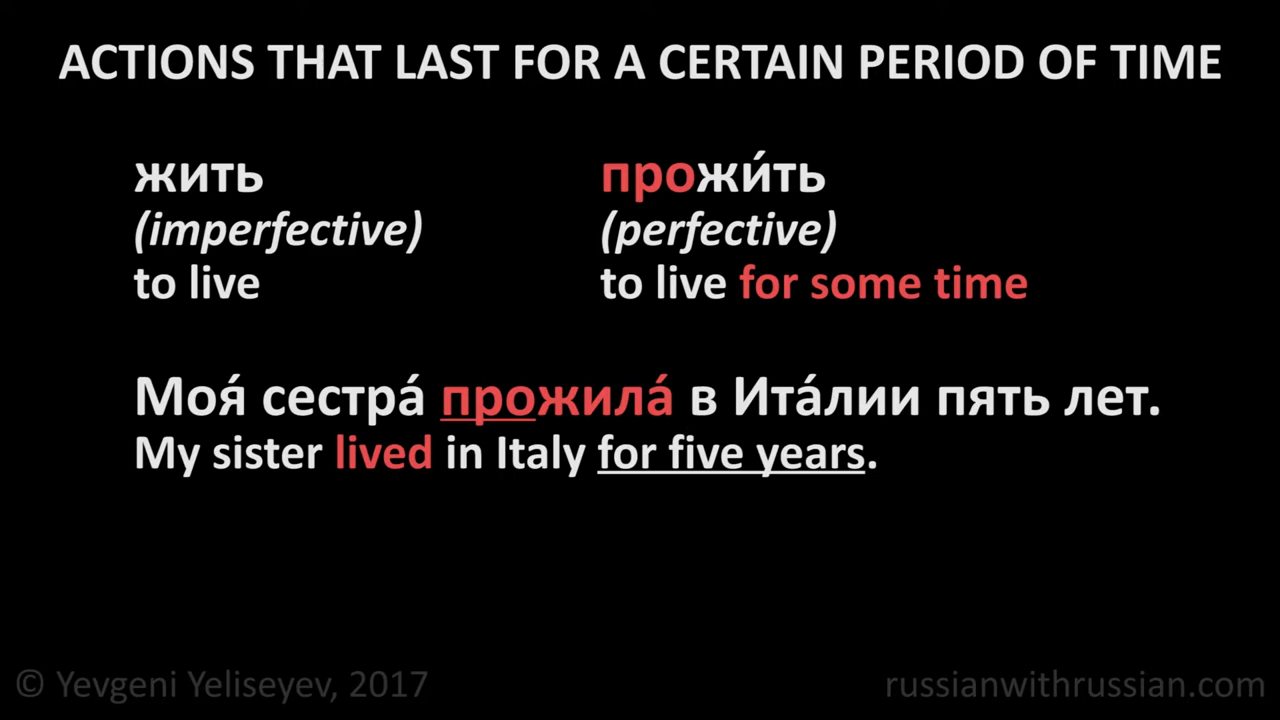 ACTIONS THAT LAST FOR A CERTAIN PERIOD OF TIME
жить
(imperfective)
to live
прожи́ть
(perfective)
to live for some time
Моя́ сестра́ прожила́ в Ита́лии пять лет.
My sister lived in Italy for five years.
© Yevgeni Yeliseyev, 2017
russianwithrussian.com